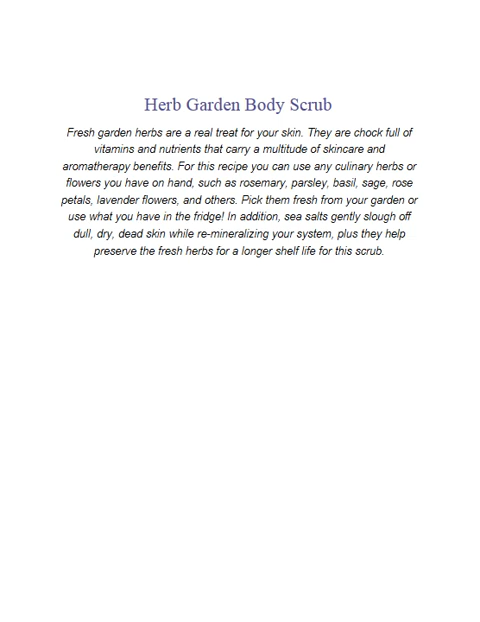 Herb Garden Body Scrub
Fresh garden herbs are a real treat for your skin. They are chock full of
vitamins and nutrients that carry a multitude of skincare and
aromatherapy benefits. For this recipe you can use any culinary herbs or
flowers you have on hand, such as rosemary, parsley, basil, sage, rose
petals, lavender flowers, and others. Pick them fresh from your garden or
use what you have in the fridge! In addition, sea salts gently slough off
dull, dry, dead skin while re-mineralizing your system, plus they help
preserve the fresh herbs for a longer shelf life for this scrub.